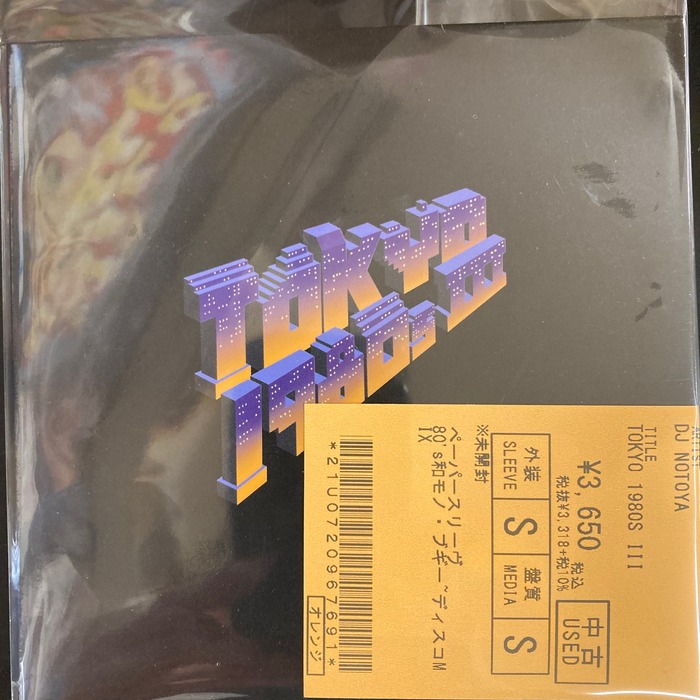 TOKYO
1980s III
DJ NOTOYA
TITLE
TOKYO 1980S III
¥3,650 税込
税抜¥3,318+税10%
中古
USED
外装
SLEEVE
S
盤質
MEDIA
S
※未開封
ペーパースリーヴ
80's和モノ・ブギー~ディスコM
IX
*21U0720967691*
オレンジ